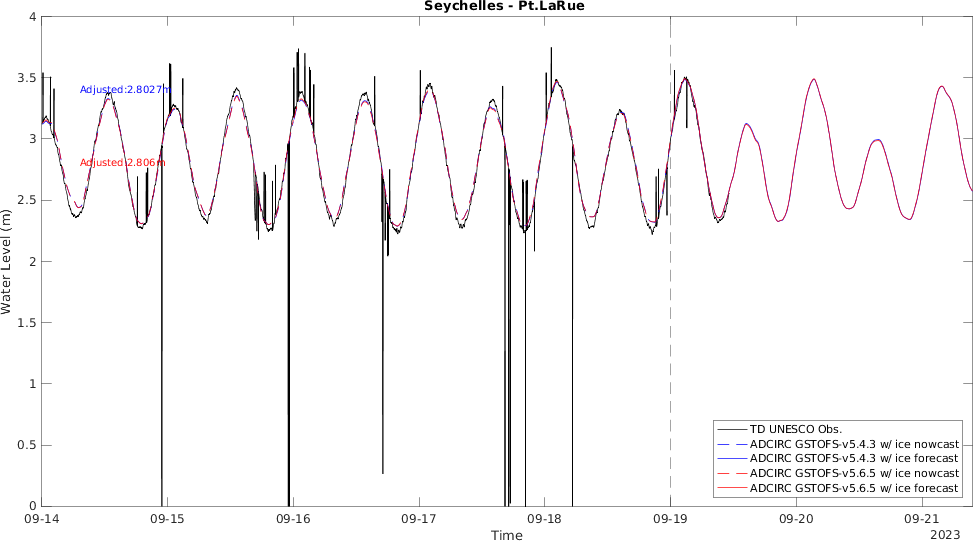 Seychelles - Pt.LaRue
4
3.5
3
2.5
2
1.5
1
0.5
0
Water Level (m)
Adjusted:2.8027m
Adjusted:2.806m
TD UNESCO Obs.
ADCIRC GSTOFS-v5.4.3 w/ ice nowcast
ADCIRC GSTOFS-v5.4.3 w/ ice forecast
ADCIRC GSTOFS-v5.6.5 w/ ice nowcast
ADCIRC GSTOFS-v5.6.5 w/ ice forecast
09-14 09-15 09-16 09-17 09-18 09-19 09-20 09-21
Time
2023